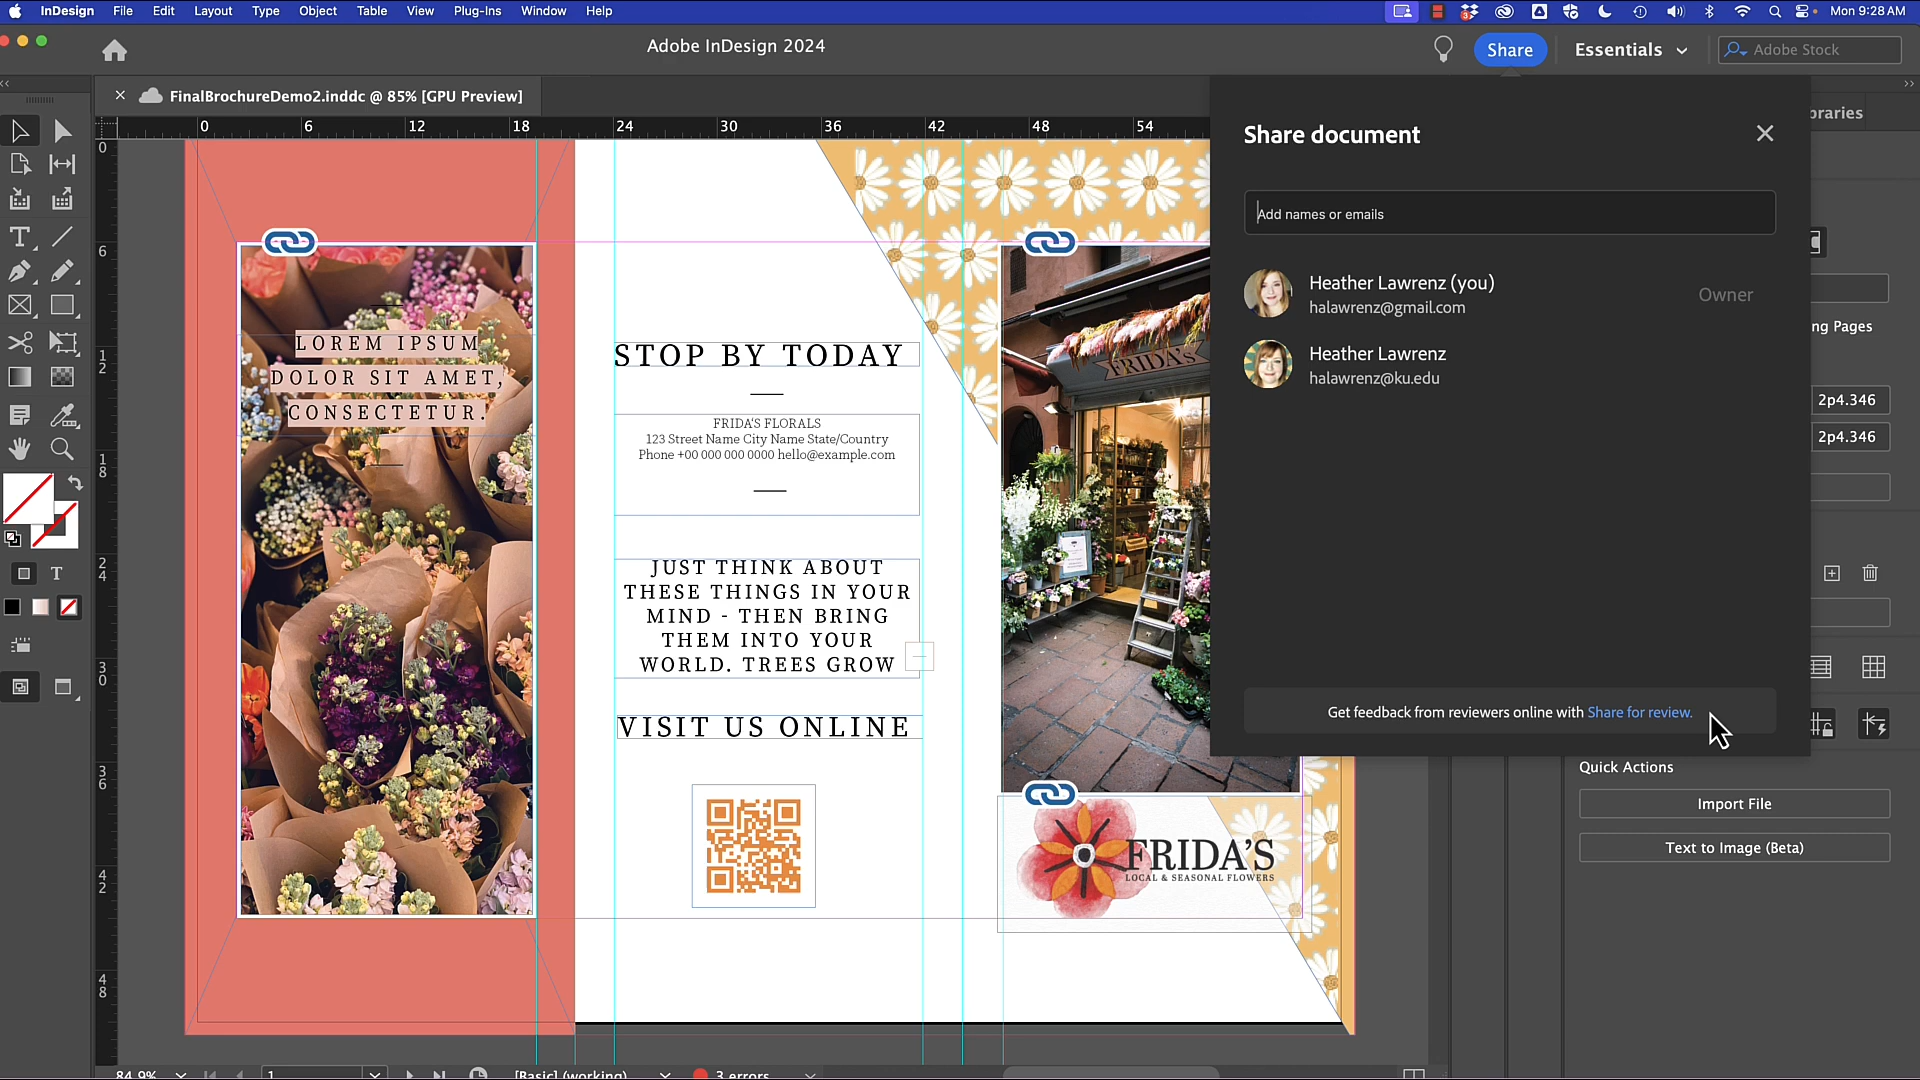 InDesign File Edit Layout Type Object Table View Plug-Ins Window Help
3
Mon 9:28 AM
Adobe InDesign 2024
Share
Essentials
Adobe Stock
FinalBrochureDemo2.inddc @ 85% [GPU Preview]
0 6 12 18 24 30 36 42 48 54
0
6
12
18
24
30
36
42
48
LOREM IPSUM
DOLOR SIT AMET,
CONSECTETUR.
STOP BY TODAY
FRIDA'S FLORALS
123 Street Name City Name State/Country
Phone +00 000 000 0000 hello@example.com
JUST THINK ABOUT
THESE THINGS IN YOUR
MIND - THEN BRING
THEM INTO YOUR
WORLD. TREES GROW
VISIT US ONLINE
FRIDA'S
FRIDA'S
LOCAL & SEASONAL FLOWERS
Share document
Add names or emails
Heather Lawrenz (you)
halawrenz@gmail.com
Owner
Heather Lawrenz
halawrenz@ku.edu
Get feedback from reviewers online with Share for review.
braries
ng Pages
2p4.346
2p4.346
Quick Actions
Import File
Text to Image (Beta)
84.9%
1
[Basic] (working)
3 errors